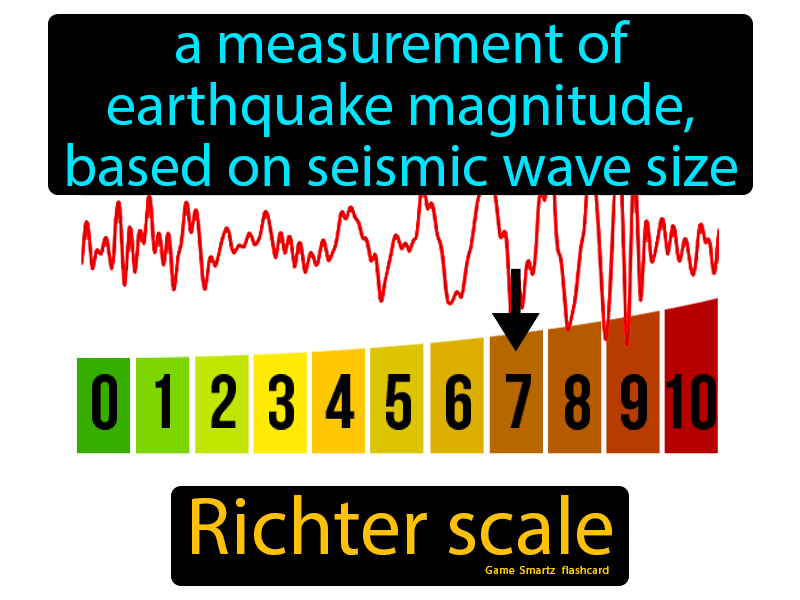 a measurement of
earthquake magnitude,
based on seismic wave size
0 1 2 3 4 5 6 7 8 9 10
Richter scale
Game Smartz flashcard